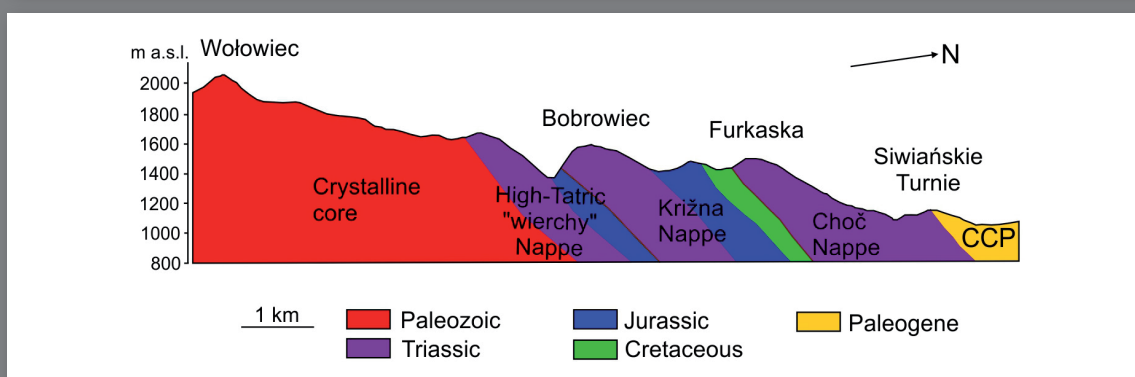 m a.s.l.
Wołowiec
N
2000
1800
1600
1400
1200
1000
800
Bobrowiec
Furkaska
Siwiańskie
Turnie
Crystalline
core
High-Tatric
"wierchy"
Nappe
Križna
Nappe
Choč
Nappe
CCP
1 km
Paleozoic
Jurassic
Paleogene
Triassic
Cretaceous